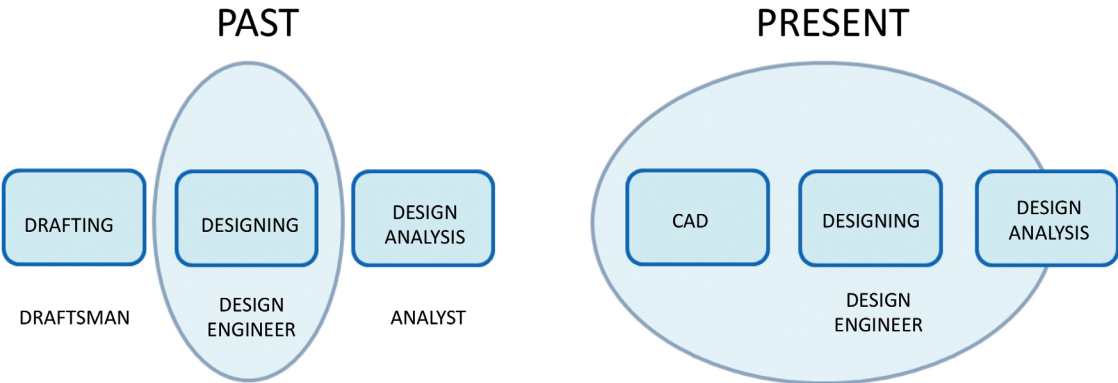 PAST
DRAFTING
DESIGNING
DESIGN
ANALYSIS
DRAFTSMAN
DESIGN
ENGINEER
ANALYST
PRESENT
CAD
DESIGNING
DESIGN
ANALYSIS
DESIGN
ENGINEER